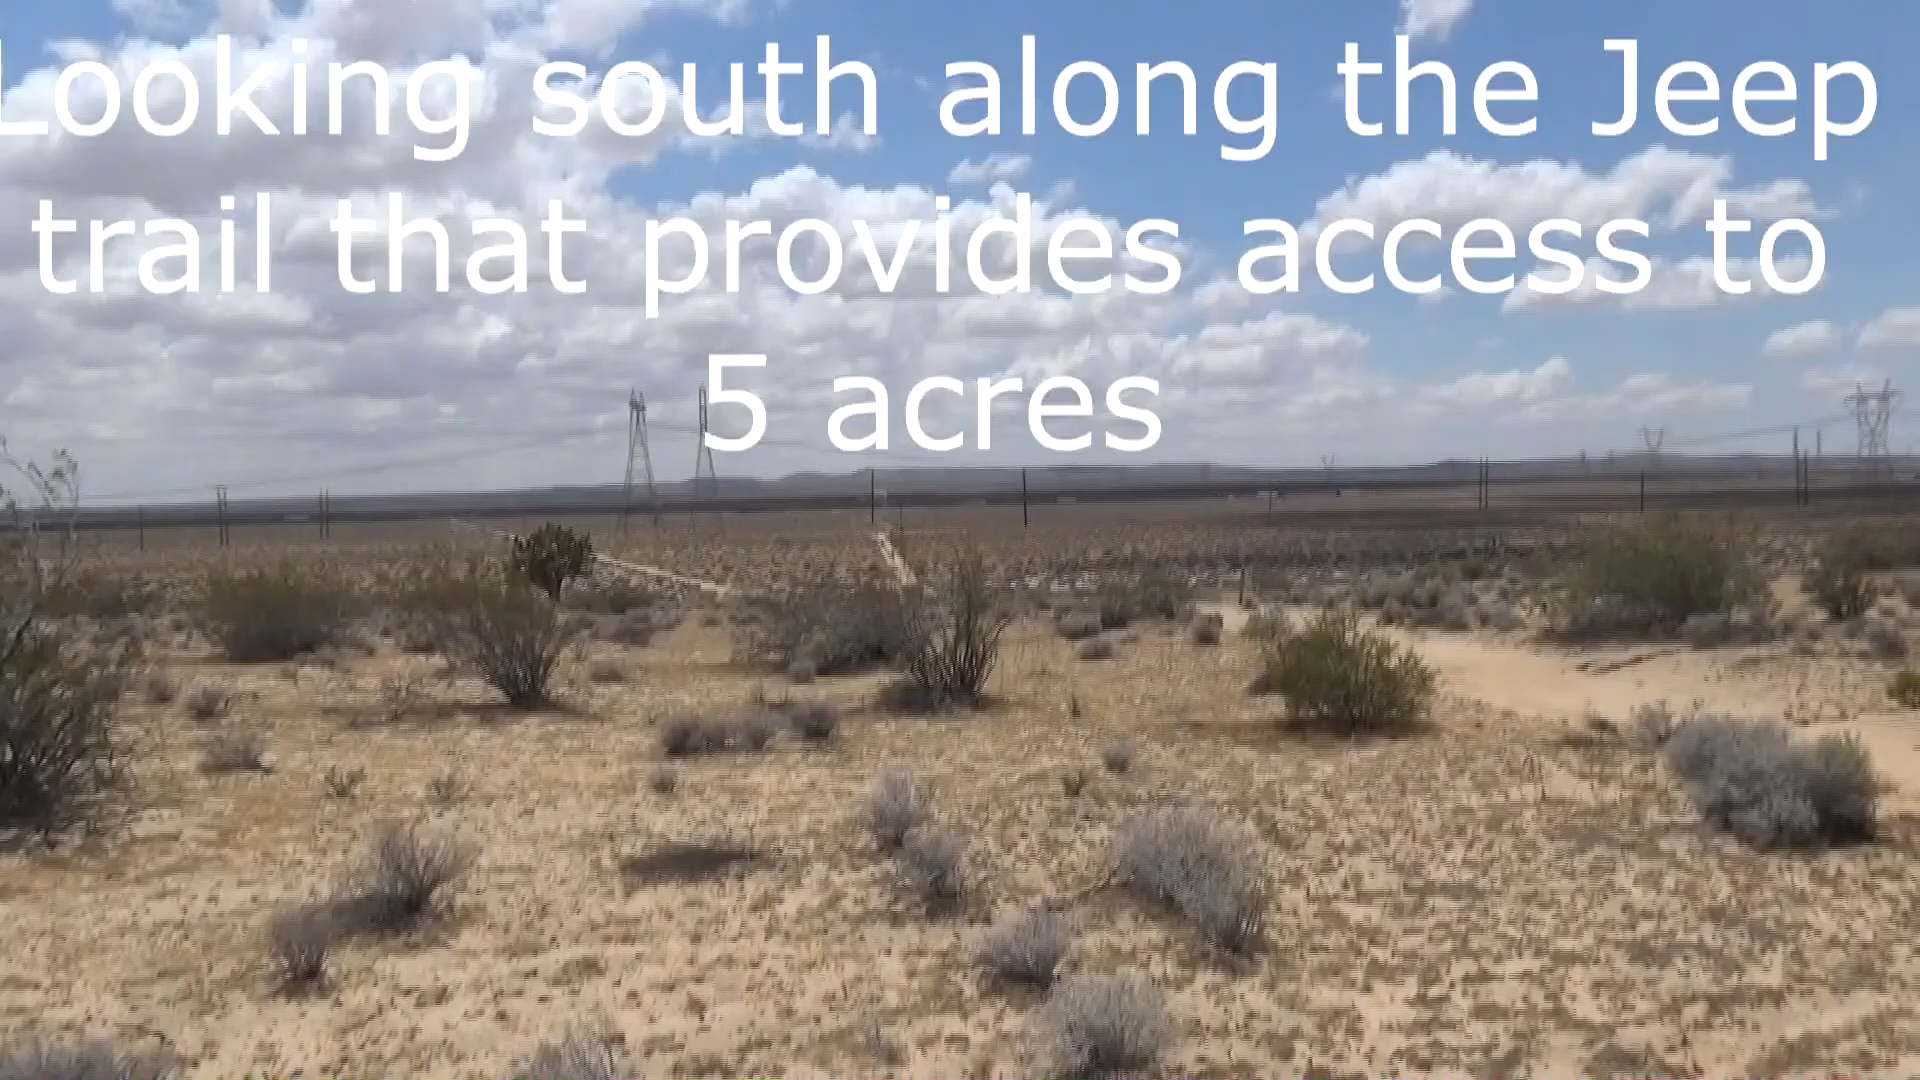 Looking south along the Jeep
trail that provides access to
5 acres